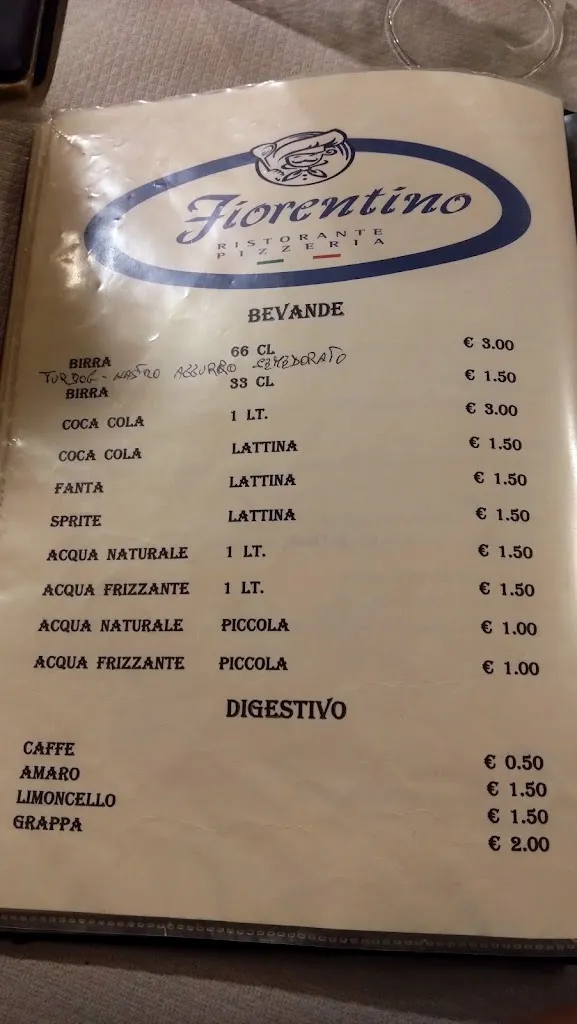 Fiorentino
RISTORANTE
PIZZERIA
BEVANDE
BIRRA 66 CL € 3.00
NASTRO AZZURRO
BIRRA 33 CL € 1.50
COCA COLA 1 LT. € 3.00
COCA COLA LATTINA € 1.50
FANTA LATTINA € 1.50
SPRITE LATTINA € 1.50
ACQUA NATURALE 1 LT. € 1.50
ACQUA FRIZZANTE 1 LT. € 1.50
ACQUA NATURALE PICCOLA € 1.00
ACQUA FRIZZANTE PICCOLA € 1.00
DIGESTIVO
CAFFE € 0.50
AMARO € 1.50
LIMONCELLO € 1.50
GRAPPA € 2.00